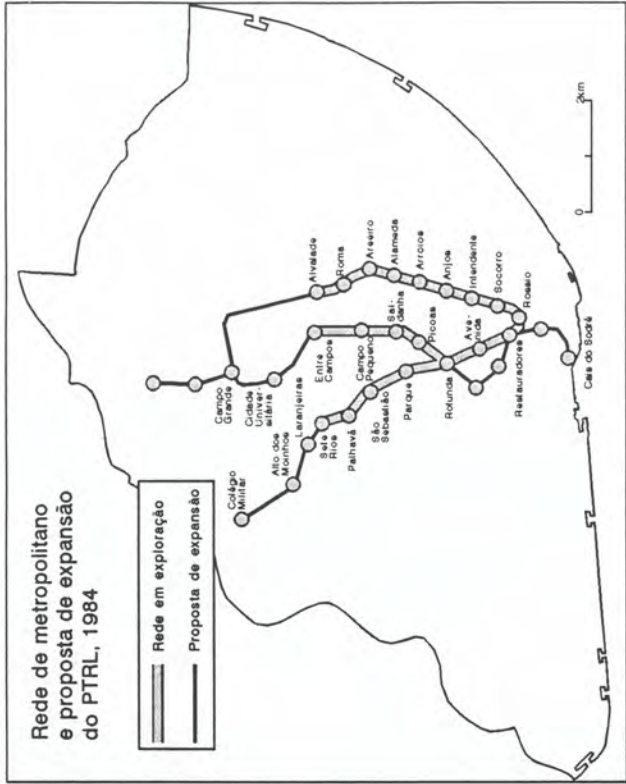 Rede de metropolitano
e proposta de expansão
do PTRL, 1984
Rede em exploração
Proposta de expansão
Colégio
Militar
Alto dos
Moinhos
Laranjeiras
Sete
Rios
Palhavã
São
Sebastião
Parque
Rotunda
Campo
Grande
Cidade
Univer-
sitária
Entre
Campos
Campo
Pequeno
Sal-
danha
Picoas
Ave-
nida
Restauradores
Alvalade
Roma
Areeiro
Alameda
Arroios
Anjos
Intendente
Socorro
Rossio
Cais do Sodré
0
2km